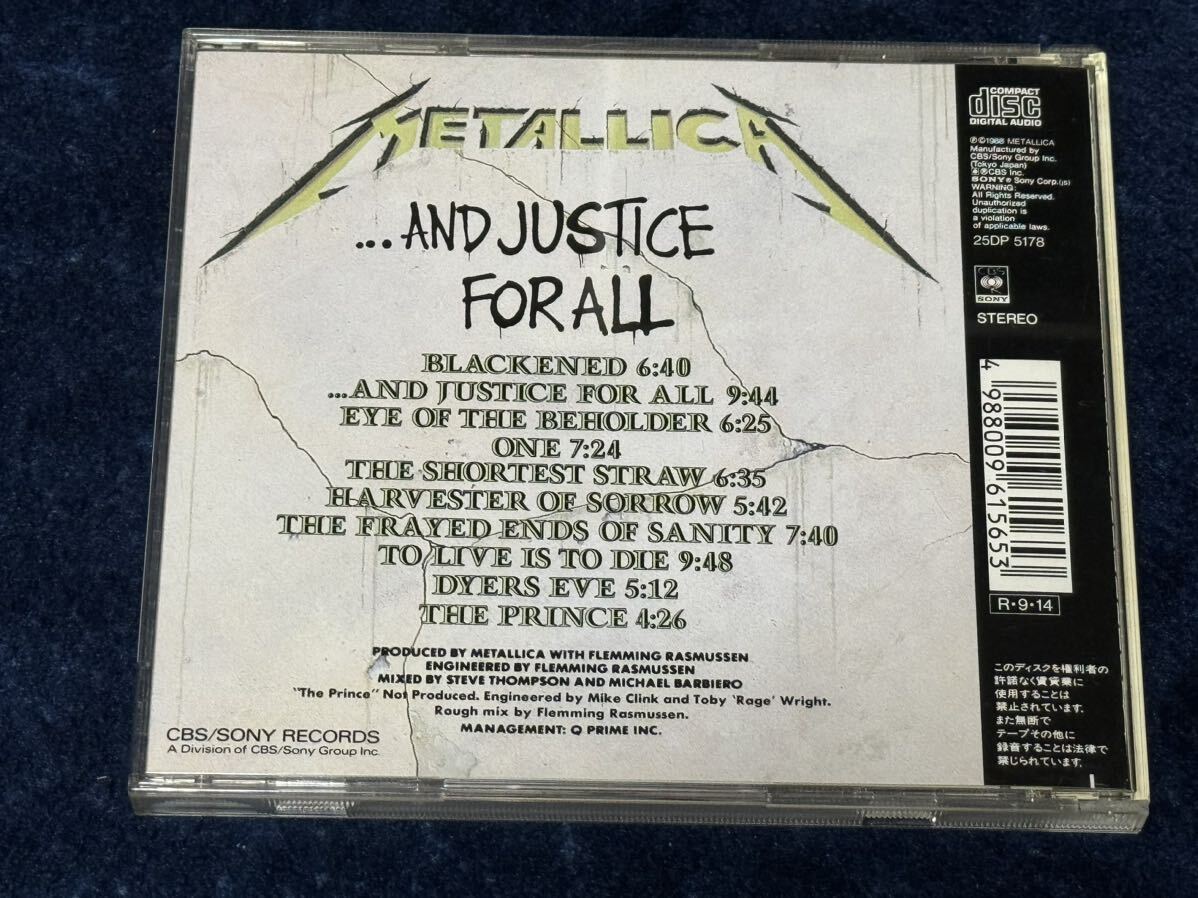 METALLICA
...AND JUSTICE
FOR ALL
BLACKENED 6:40
...AND JUSTICE FOR ALL 9:44
EYE OF THE BEHOLDER 6:25
ONE 7:24
THE SHORTEST STRAW 6:35
HARVESTER OF SORROW 5:42
THE FRAYED ENDS OF SANITY 7:40
TO LIVE IS TO DIE 9:48
DYERS EVE 5:12
THE PRINCE 4:26
PRODUCED BY METALLICA WITH FLEMMING RASMUSSEN
ENGINEERED BY FLEMMING RASMUSSEN
MIXED BY STEVE THOMPSON AND MICHAEL BARBIERO
"The Prince" Not Produced. Engineered by Mike Clink and Toby 'Rage' Wright.
Rough mix by Flemming Rasmussen.
MANAGEMENT: Q PRIME INC.
CBS/SONY RECORDS
A Division of CBS/Sony Group Inc.
COMPACT
disc
DIGITAL AUDIO
℗©1988 METALLICA
Manufactured by
CBS/Sony Group Inc.
(Tokyo Japan)
®CBS Inc.
SONY® Sony Corp.(JS)
WARNING:
All Rights Reserved.
Unauthorized
duplication is
a violation
of applicable laws.
25DP 5178
CBS
SONY
STEREO
4 988009 615653
R・9・14
このディスクを権利者の
許諾なく賃貸業に
使用することは
禁止されています。
また無断で
テープその他に
録音することは法律で
禁じられています。